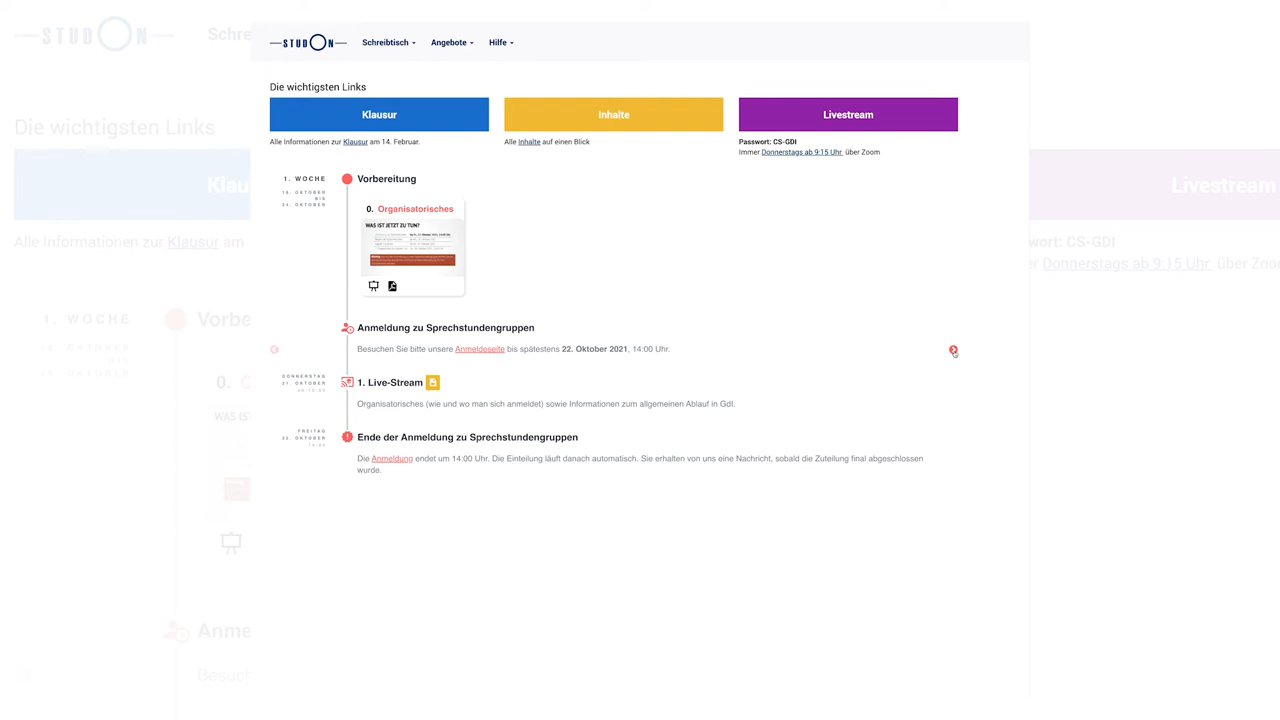 STUDON
Schreibtisch
Angebote
Hilfe
Die wichtigsten Links
Klausur
Inhalte
Livestream
Alle Informationen zur Klausur am 14. Februar.
Alle Inhalte auf einen Blick
Passwort: CS-GDI
Immer Donnerstags ab 9:15 Uhr über Zoom
1. WOCHE
18. OKTOBER
BIS
24. OKTOBER
Vorbereitung
0. Organisatorisches
WAS IST JETZT ZU TUN?
Anmeldung zu Sprechstundengruppen
Besuchen Sie bitte unsere Anmeldeseite bis spätestens 22. Oktober 2021, 14:00 Uhr.
DONNERSTAG
21. OKTOBER
1. Live-Stream
Organisatorisches (wie und wo man sich anmeldet) sowie Informationen zum allgemeinen Ablauf in GdI.
FREITAG
22. OKTOBER
14:00
Ende der Anmeldung zu Sprechstundengruppen
Die Anmeldung endet um 14:00 Uhr. Die Einteilung läuft danach automatisch. Sie erhalten von uns eine Nachricht, sobald die Zuteilung final abgeschlossen
wurde.